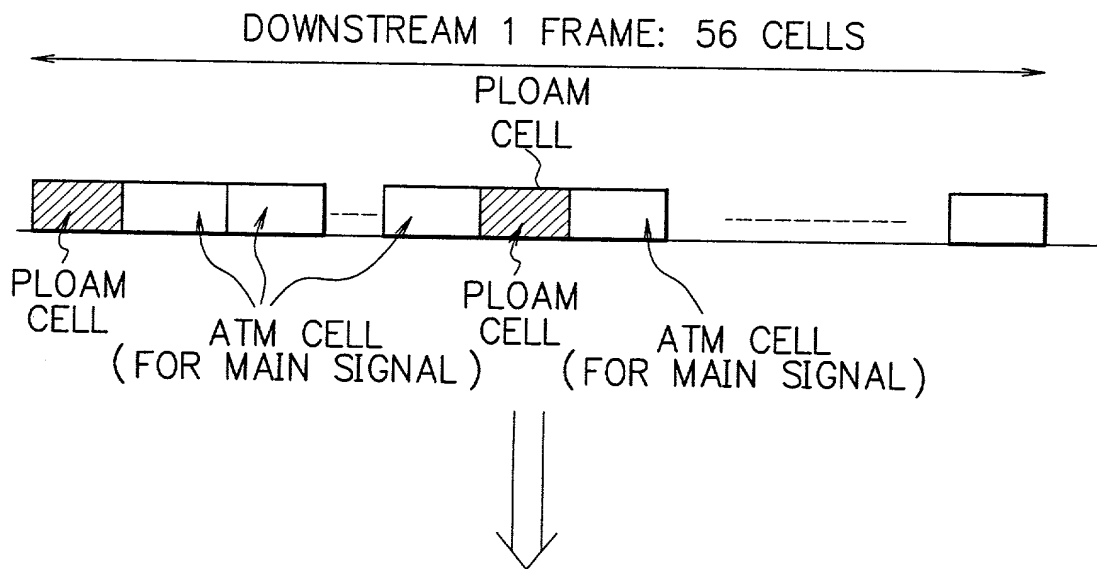 DOWNSTREAM 1 FRAME: 56 CELLS
PLOAM
CELL
PLOAM
CELL
ATM CELL
(FOR MAIN SIGNAL)
PLOAM
CELL
ATM CELL
(FOR MAIN SIGNAL)